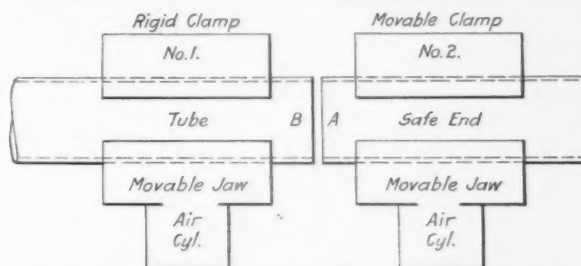 Rigid Clamp
Movable Clamp
No.1.
No.2.
Tube
B
A
Safe End
Movable Jaw
Movable Jaw
Air
Cyl.
Air
Cyl.